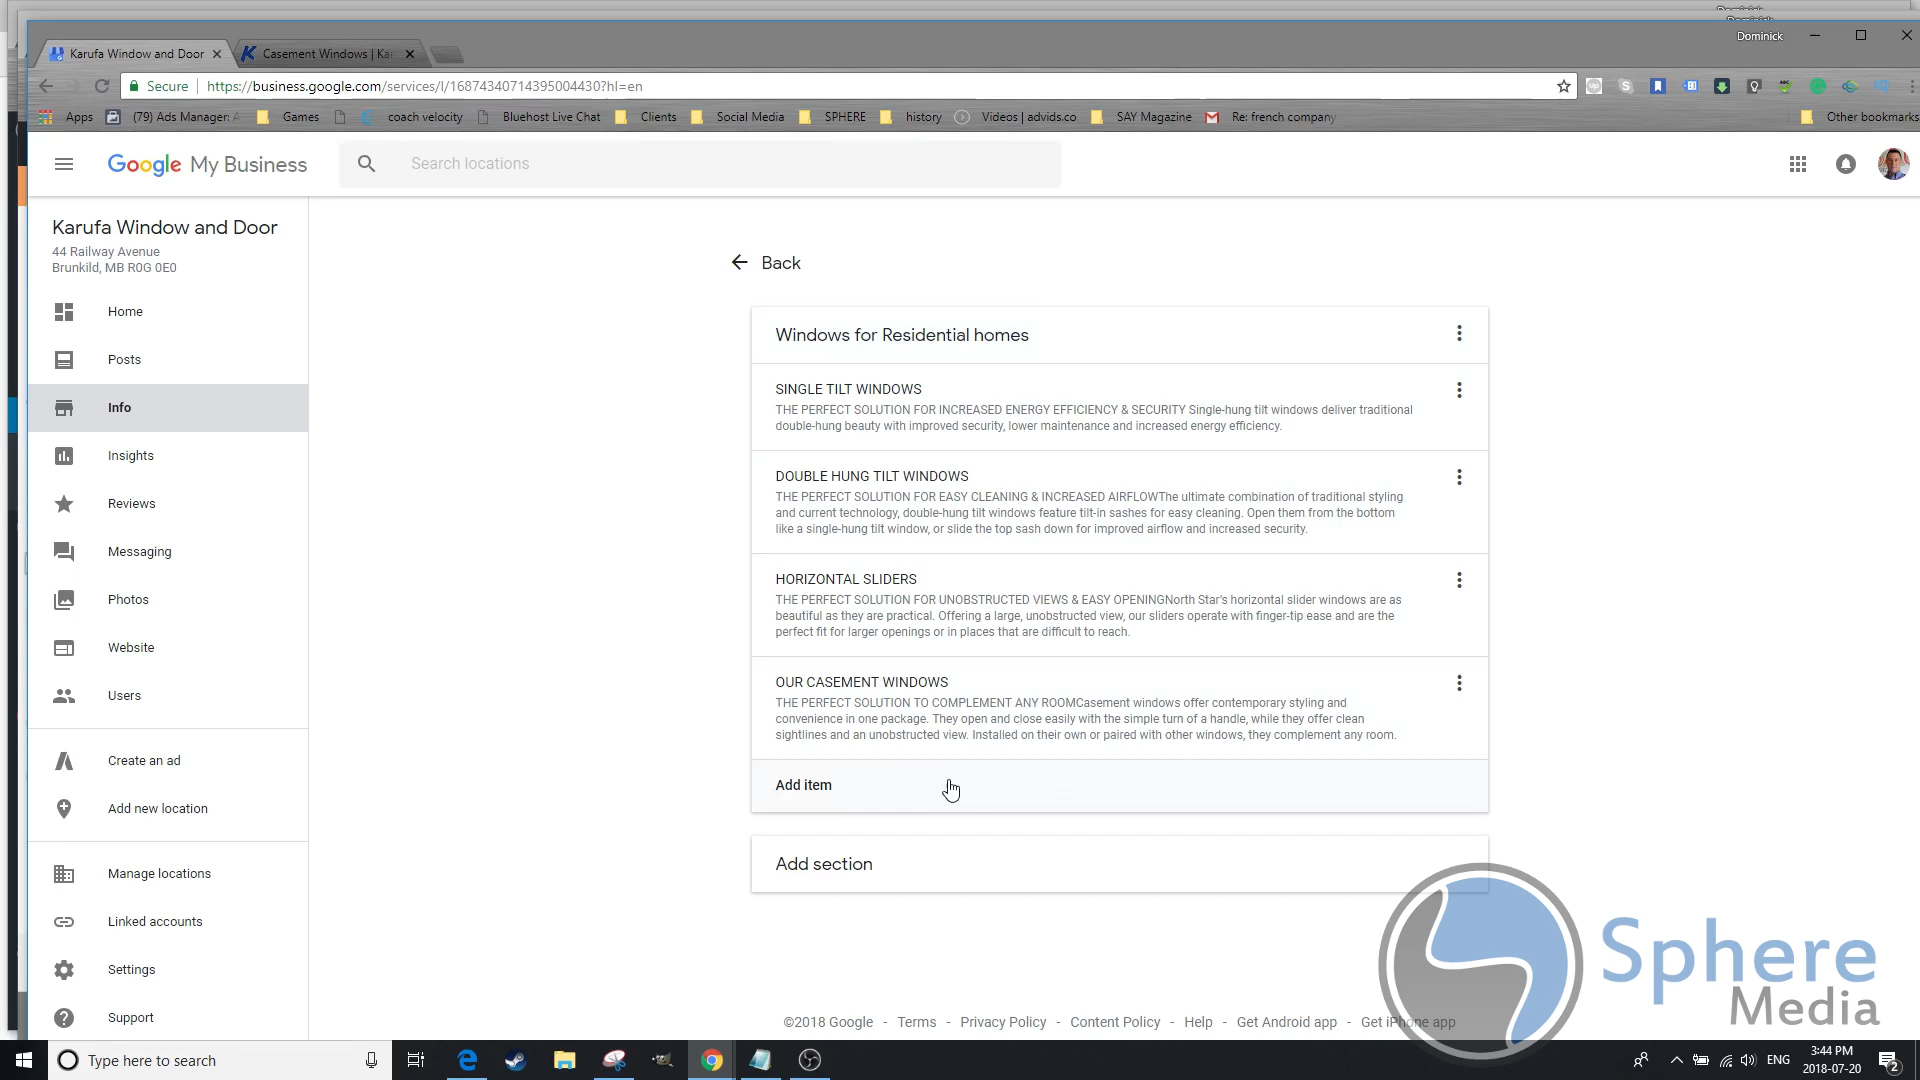 Dominick
Karufa Window and Door
Casement Windows | Kar
Dominick
Secure
https://business.google.com/services/l/16874340714395004430?hl=en
Apps
(79) Ads Manager: A
Games
coach velocity
Bluehost Live Chat
Clients
Social Media
SPHERE
history
Videos | advids.co
SAY Magazine
Re: french company
Other bookmarks
Google My Business
Search locations
Karufa Window and Door
44 Railway Avenue
Brunkild, MB R0G 0E0
Home
Posts
Info
Insights
Reviews
Messaging
Photos
Website
Users
Create an ad
Add new location
Manage locations
Linked accounts
Settings
Support
Back
Windows for Residential homes
SINGLE TILT WINDOWS
THE PERFECT SOLUTION FOR INCREASED ENERGY EFFICIENCY & SECURITY Single-hung tilt windows deliver traditional
double-hung beauty with improved security, lower maintenance and increased energy efficiency.
DOUBLE HUNG TILT WINDOWS
THE PERFECT SOLUTION FOR EASY CLEANING & INCREASED AIRFLOWThe ultimate combination of traditional styling
and current technology, double-hung tilt windows feature tilt-in sashes for easy cleaning. Open them from the bottom
like a single-hung tilt window, or slide the top sash down for improved airflow and increased security.
HORIZONTAL SLIDERS
THE PERFECT SOLUTION FOR UNOBSTRUCTED VIEWS & EASY OPENINGNorth Star's horizontal slider windows are as
beautiful as they are practical. Offering a large, unobstructed view, our sliders operate with finger-tip ease and are the
perfect fit for larger openings or in places that are difficult to reach.
OUR CASEMENT WINDOWS
THE PERFECT SOLUTION TO COMPLEMENT ANY ROOMCasement windows offer contemporary styling and
convenience in one package. They open and close easily with the simple turn of a handle, while they offer clean
sightlines and an unobstructed view. Installed on their own or paired with other windows, they complement any room.
Add item
Add section
©2018 Google - Terms - Privacy Policy - Content Policy - Help - Get Android app - Get iPhone app
Sphere
Media
Type here to search
ENG
3:44 PM
2018-07-20
2